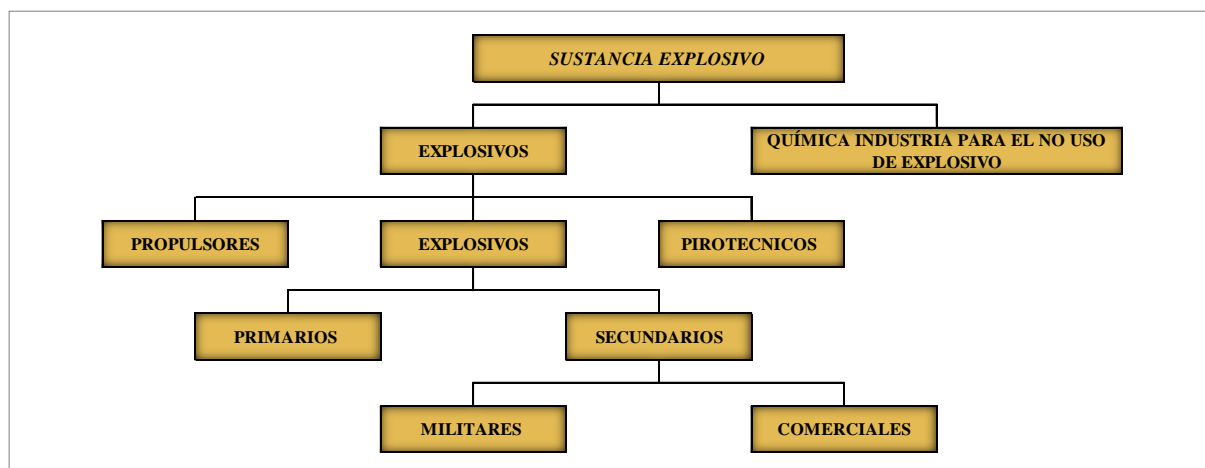 SUSTANCIA EXPLOSIVO
EXPLOSIVOS
QUÍMICA INDUSTRIA PARA EL NO USO
DE EXPLOSIVO
PROPULSORES
EXPLOSIVOS
PIROTECNICOS
PRIMARIOS
SECUNDARIOS
MILITARES
COMERCIALES